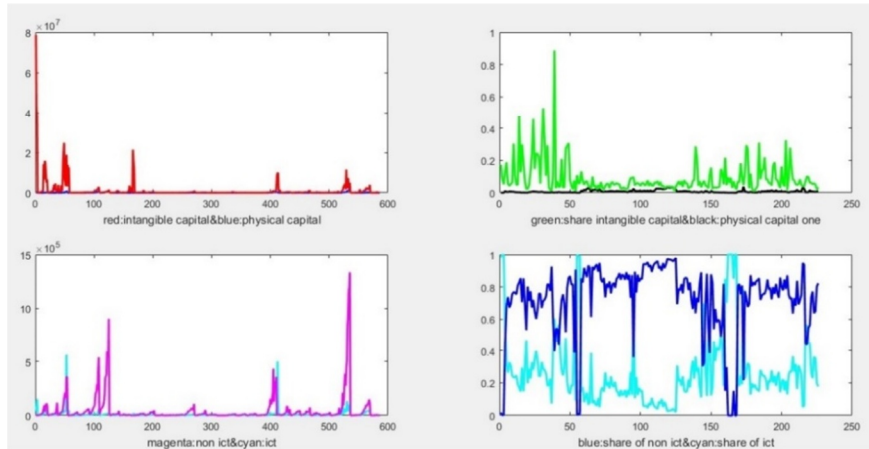 ×10⁷
8
6
4
2
0
0 100 200 300 400 500 600
red:intangible capital&blue:physical capital
1
0.8
0.6
0.4
0.2
0
0 50 100 150 200 250
green:share intangible capital&black:physical capital one
×10⁵
15
10
5
0
0 100 200 300 400 500 600
magenta:non ict&cyan:ict
1
0.8
0.6
0.4
0.2
0
0 50 100 150 200 250
blue:share of non ict&cyan:share of ict